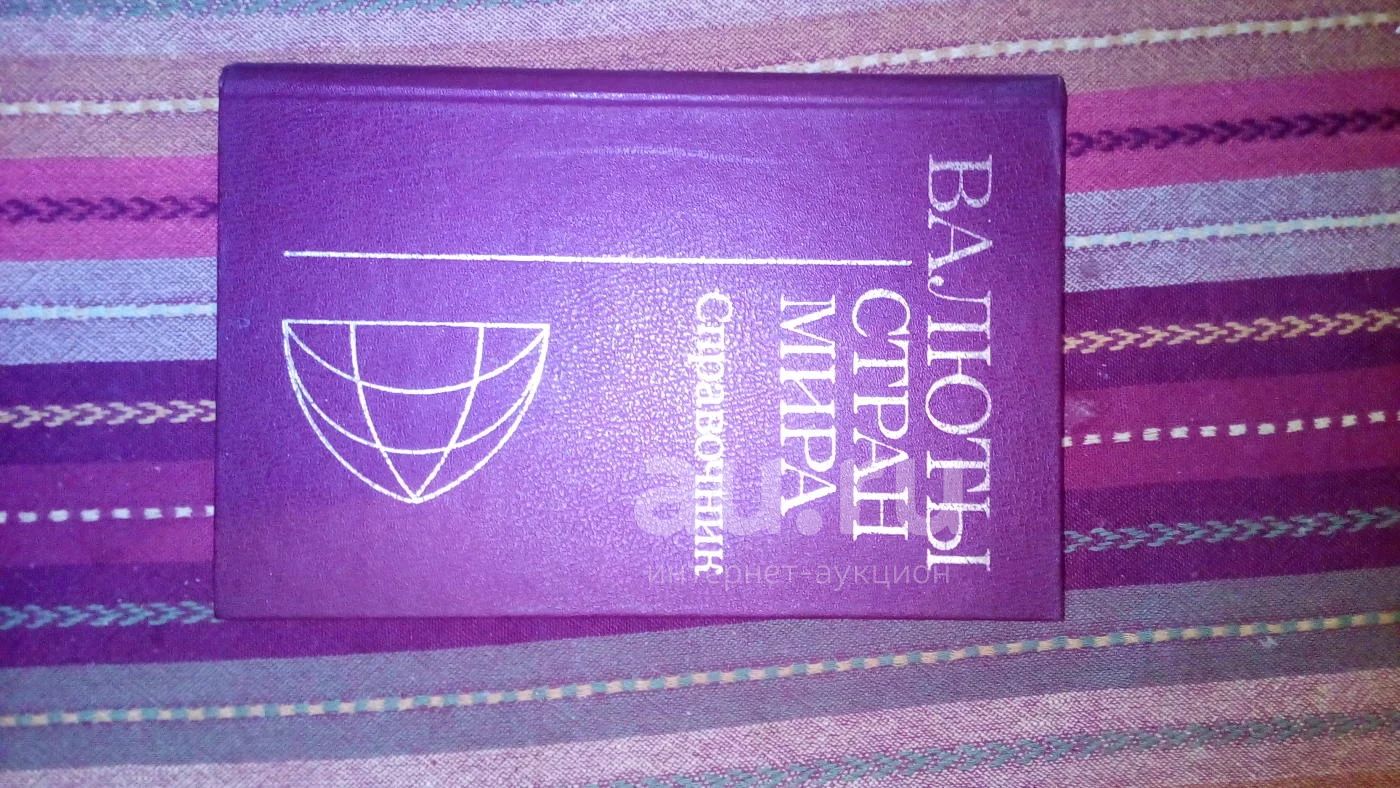 ВАЛЮТЫ
СТРАН
МИРА
Справочник
au.ru
интернет-аукцион